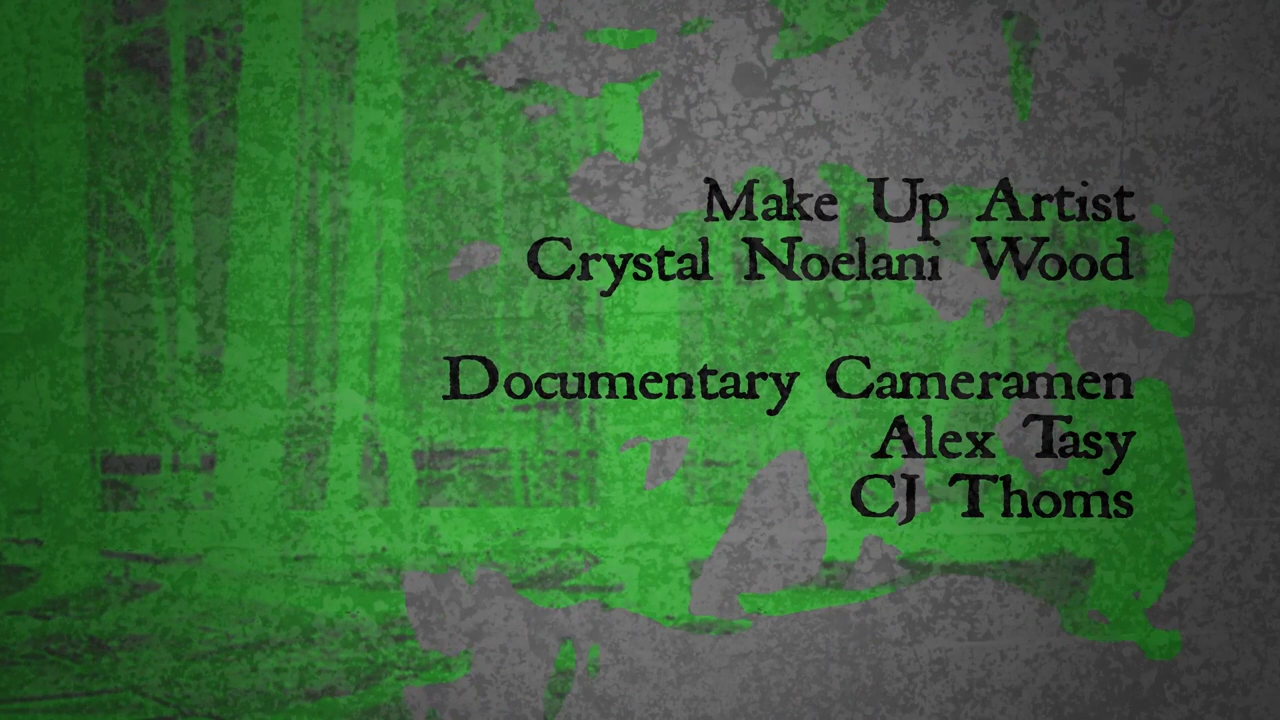 Make Up Artist
Crystal Noelani Wood
Documentary Cameramen
Alex Tasy
CJ Thoms